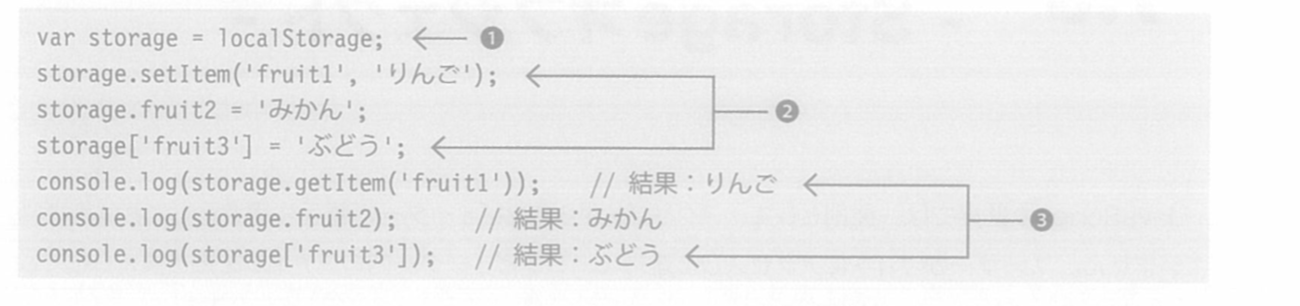 var storage = localStorage; ← ❶
storage.setItem('fruit1', 'りんご');
storage.fruit2 = 'みかん'; ❷
storage['fruit3'] = 'ぶどう';
console.log(storage.getItem('fruit1')); // 結果：りんご
console.log(storage.fruit2); // 結果：みかん ❸
console.log(storage['fruit3']); // 結果：ぶどう